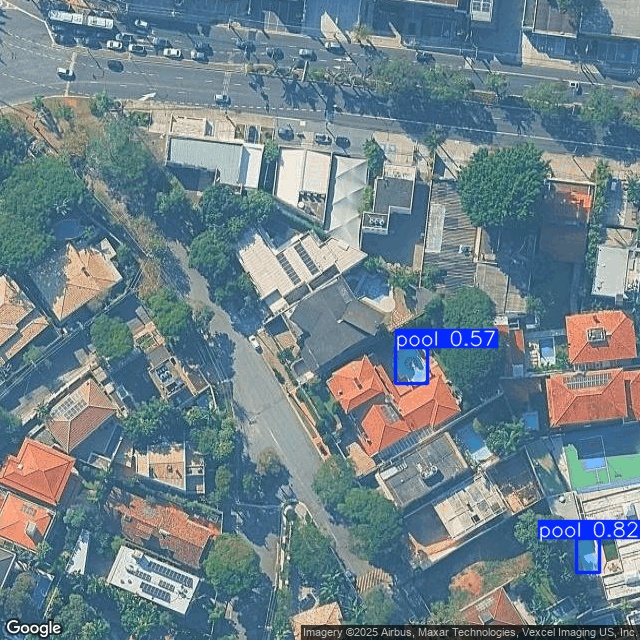 pool 0.57
pool 0.82
Google
Imagery ©2025 Airbus, Maxar Technologies, Vexcel Imaging US, Inc